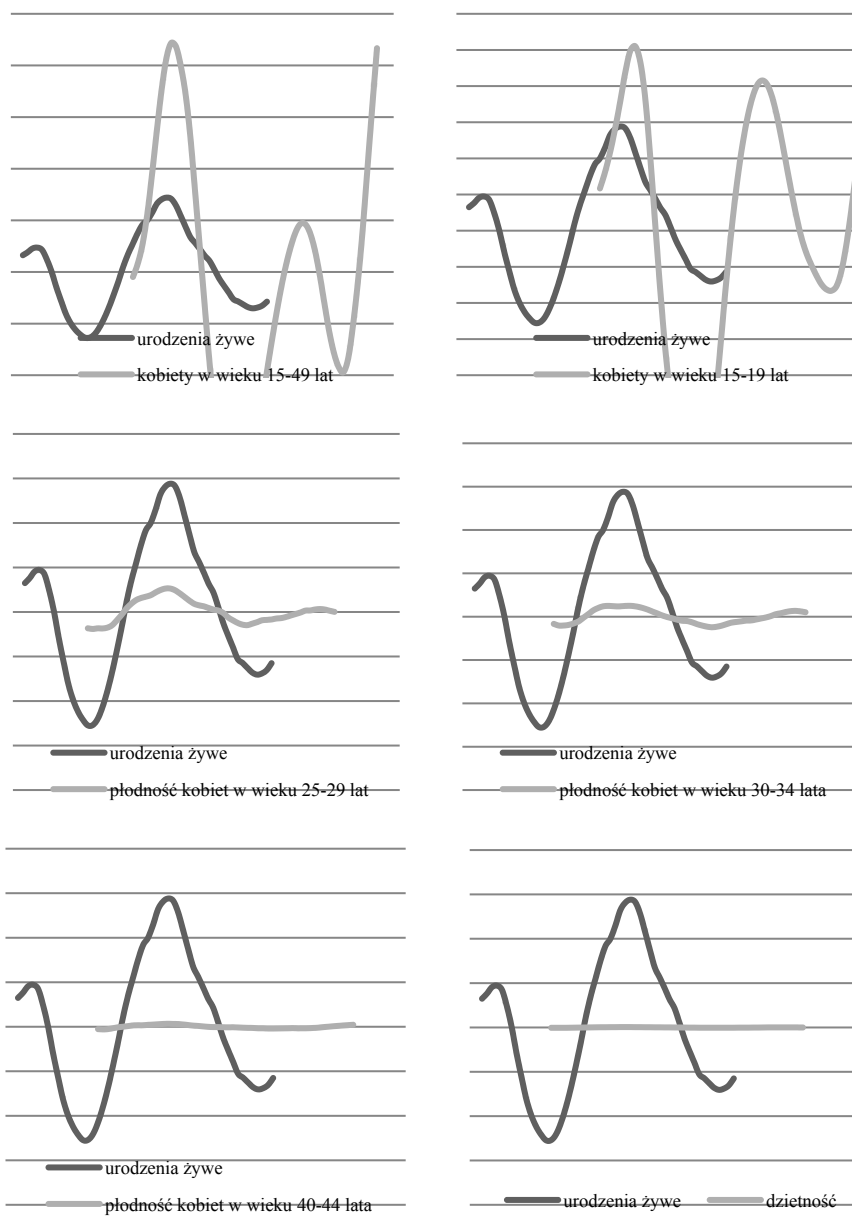 urodzenia żywe
kobiety w wieku 15-49 lat
urodzenia żywe
kobiety w wieku 15-19 lat
urodzenia żywe
płodność kobiet w wieku 25-29 lat
urodzenia żywe
płodność kobiet w wieku 30-34 lata
urodzenia żywe
płodność kobiet w wieku 40-44 lata
urodzenia żywe dzietność